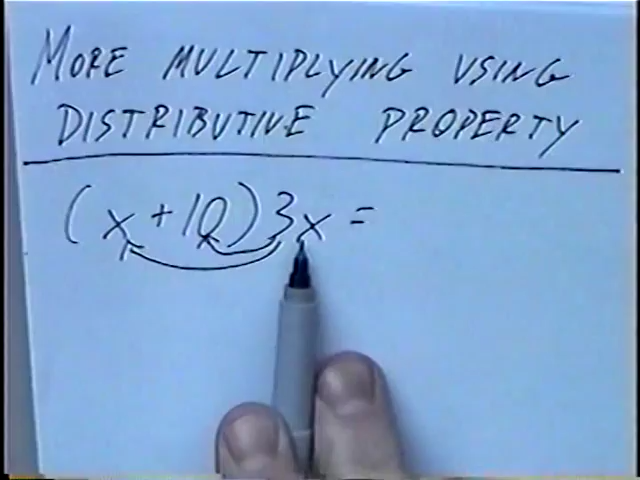 MORE MULTIPLYING USING
DISTRIBUTIVE PROPERTY
(x+10)3x=